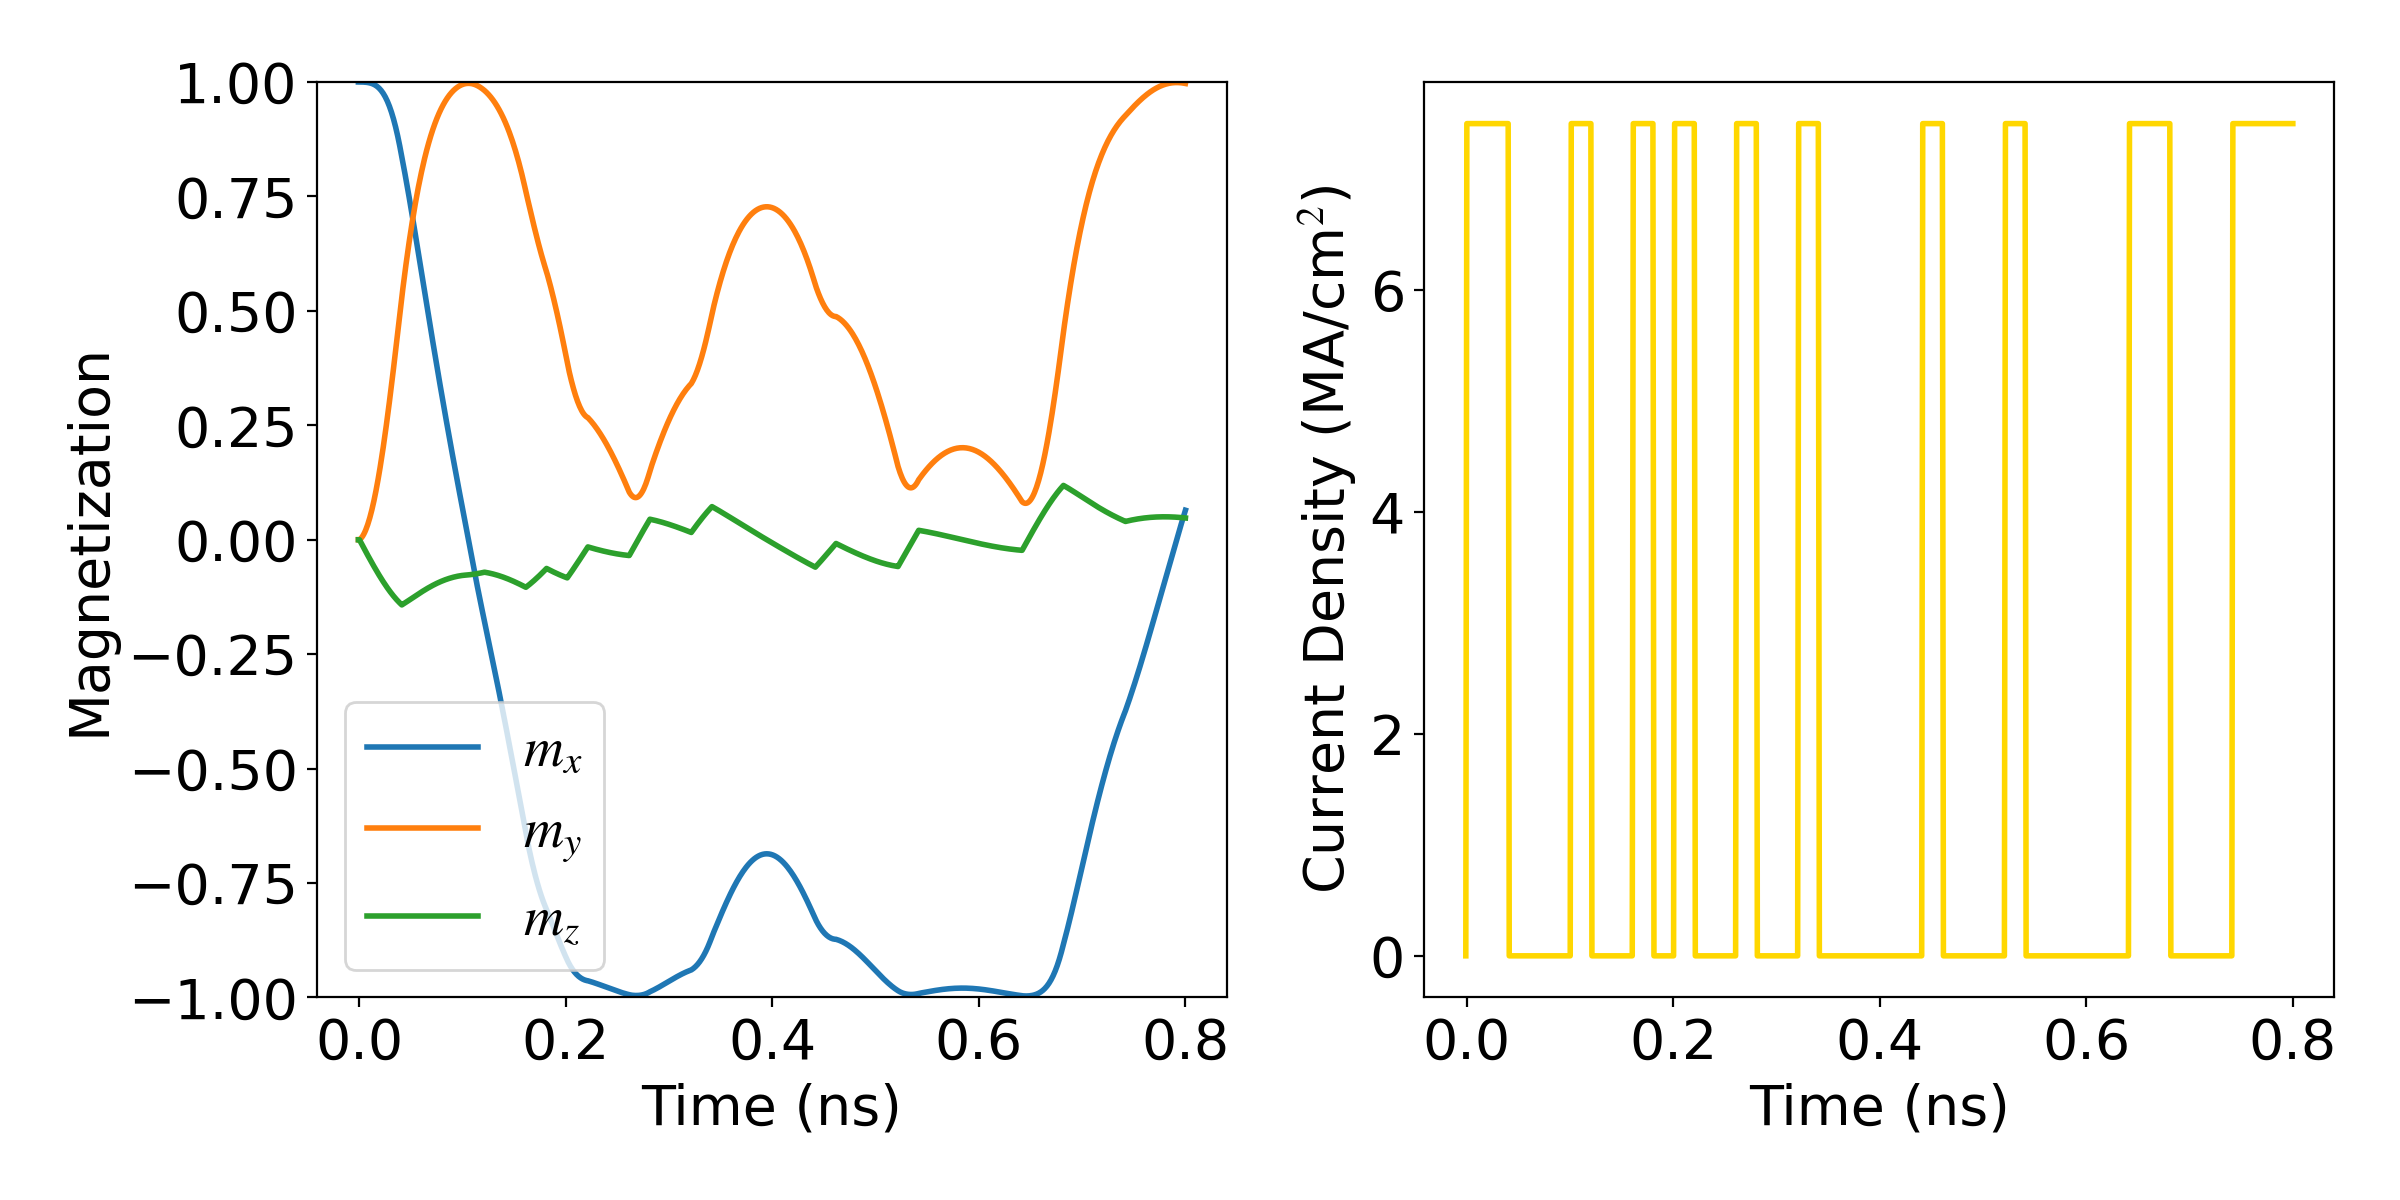 Magnetization
1.00
0.75
0.50
0.25
0.00
−0.25
−0.50
−0.75
−1.00
0.0 0.2 0.4 0.6 0.8
Time (ns)
m_x
m_y
m_z
Current Density (MA/cm²)
6
4
2
0
0.0 0.2 0.4 0.6 0.8
Time (ns)